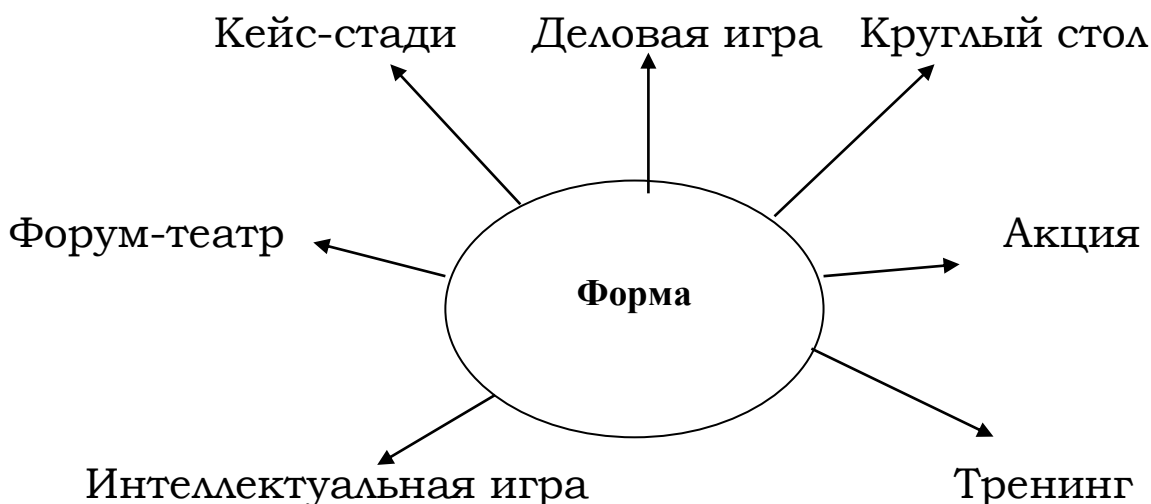 Кейс-стади Деловая игра Круглый стол
Форум-театр Акция
Форма
Интеллектуальная игра Тренинг